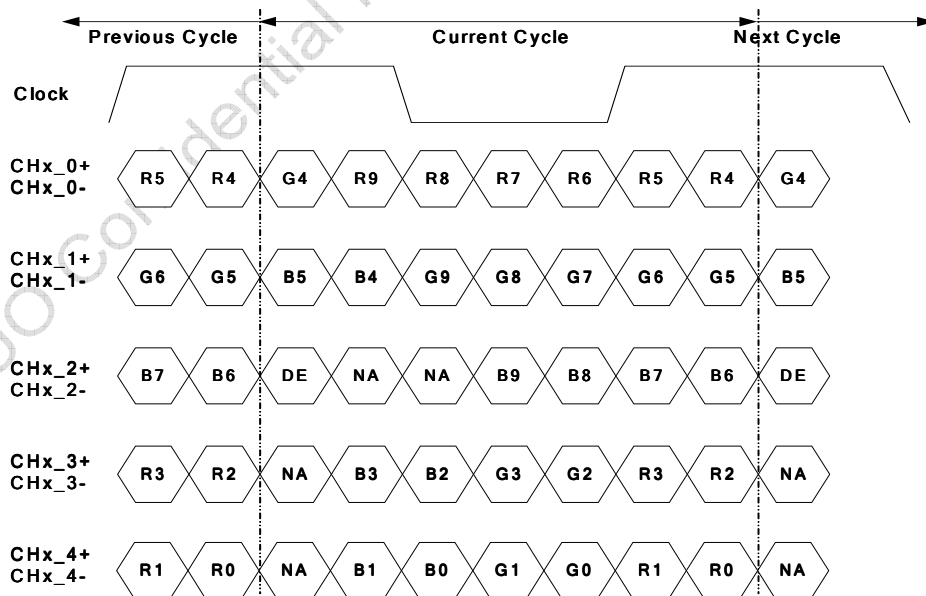 Previous Cycle Current Cycle Next Cycle
Clock
CHx_0+
CHx_0-
R5 R4 G4 R9 R8 R7 R6 R5 R4 G4
CHx_1+
CHx_1-
G6 G5 B5 B4 G9 G8 G7 G6 G5 B5
CHx_2+
CHx_2-
B7 B6 DE NA NA B9 B8 B7 B6 DE
CHx_3+
CHx_3-
R3 R2 NA B3 B2 G3 G2 R3 R2 NA
CHx_4+
CHx_4-
R1 R0 NA B1 B0 G1 G0 R1 R0 NA